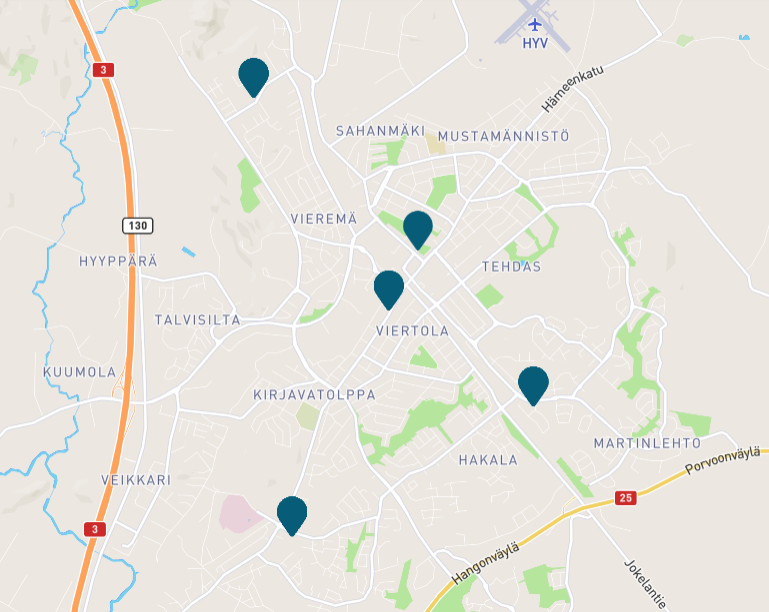 HYV
3
Hämeenkatu
SAHANMÄKI
MUSTAMÄNNISTÖ
VIEREMÄ
130
HYYPPÄRÄ
TEHDAS
TALVISILTA
VIERTOLA
KUUMOLA
KIRJAVATOLPPA
MARTINLEHTO
HAKALA
Porvoonväylä
VEIKKARI
25
3
Hangonväylä
Jokelantie